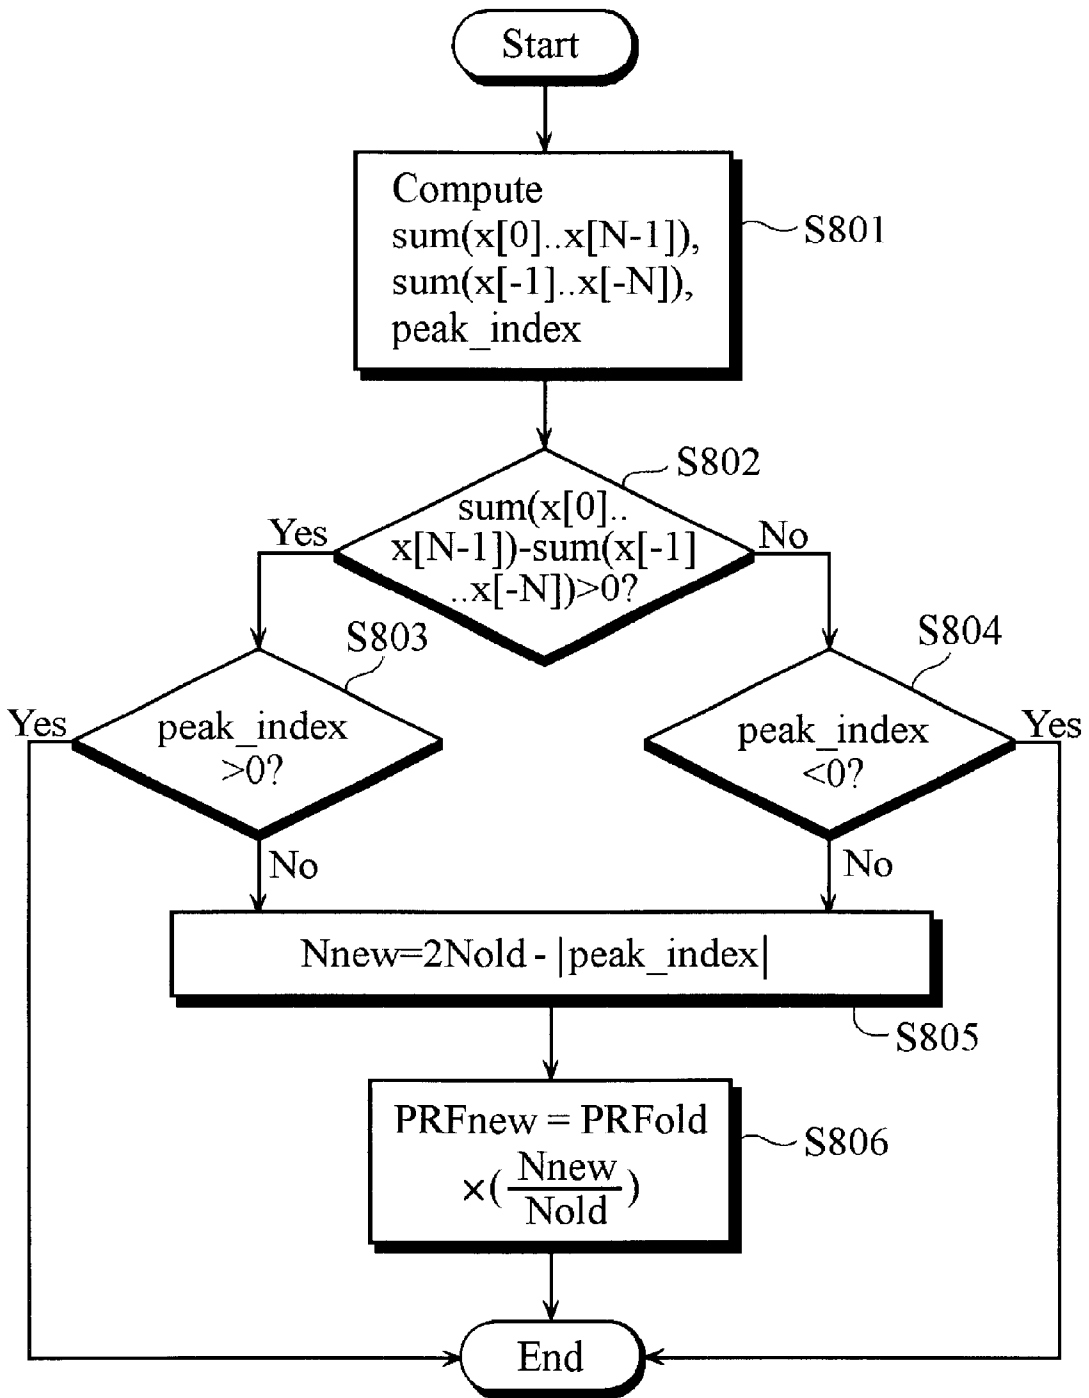 Start
Compute
sum(x[0]..x[N-1]),
sum(x[-1]..x[-N]),
peak_index
S801
S802
sum(x[0]..
x[N-1])-sum(x[-1]
..x[-N])>0?
Yes
No
S803
S804
peak_index
>0?
Yes
No
peak_index
<0?
Yes
No
Nnew=2Nold - |peak_index|
S805
PRFnew = PRFold
×(Nnew
Nold)
S806
End